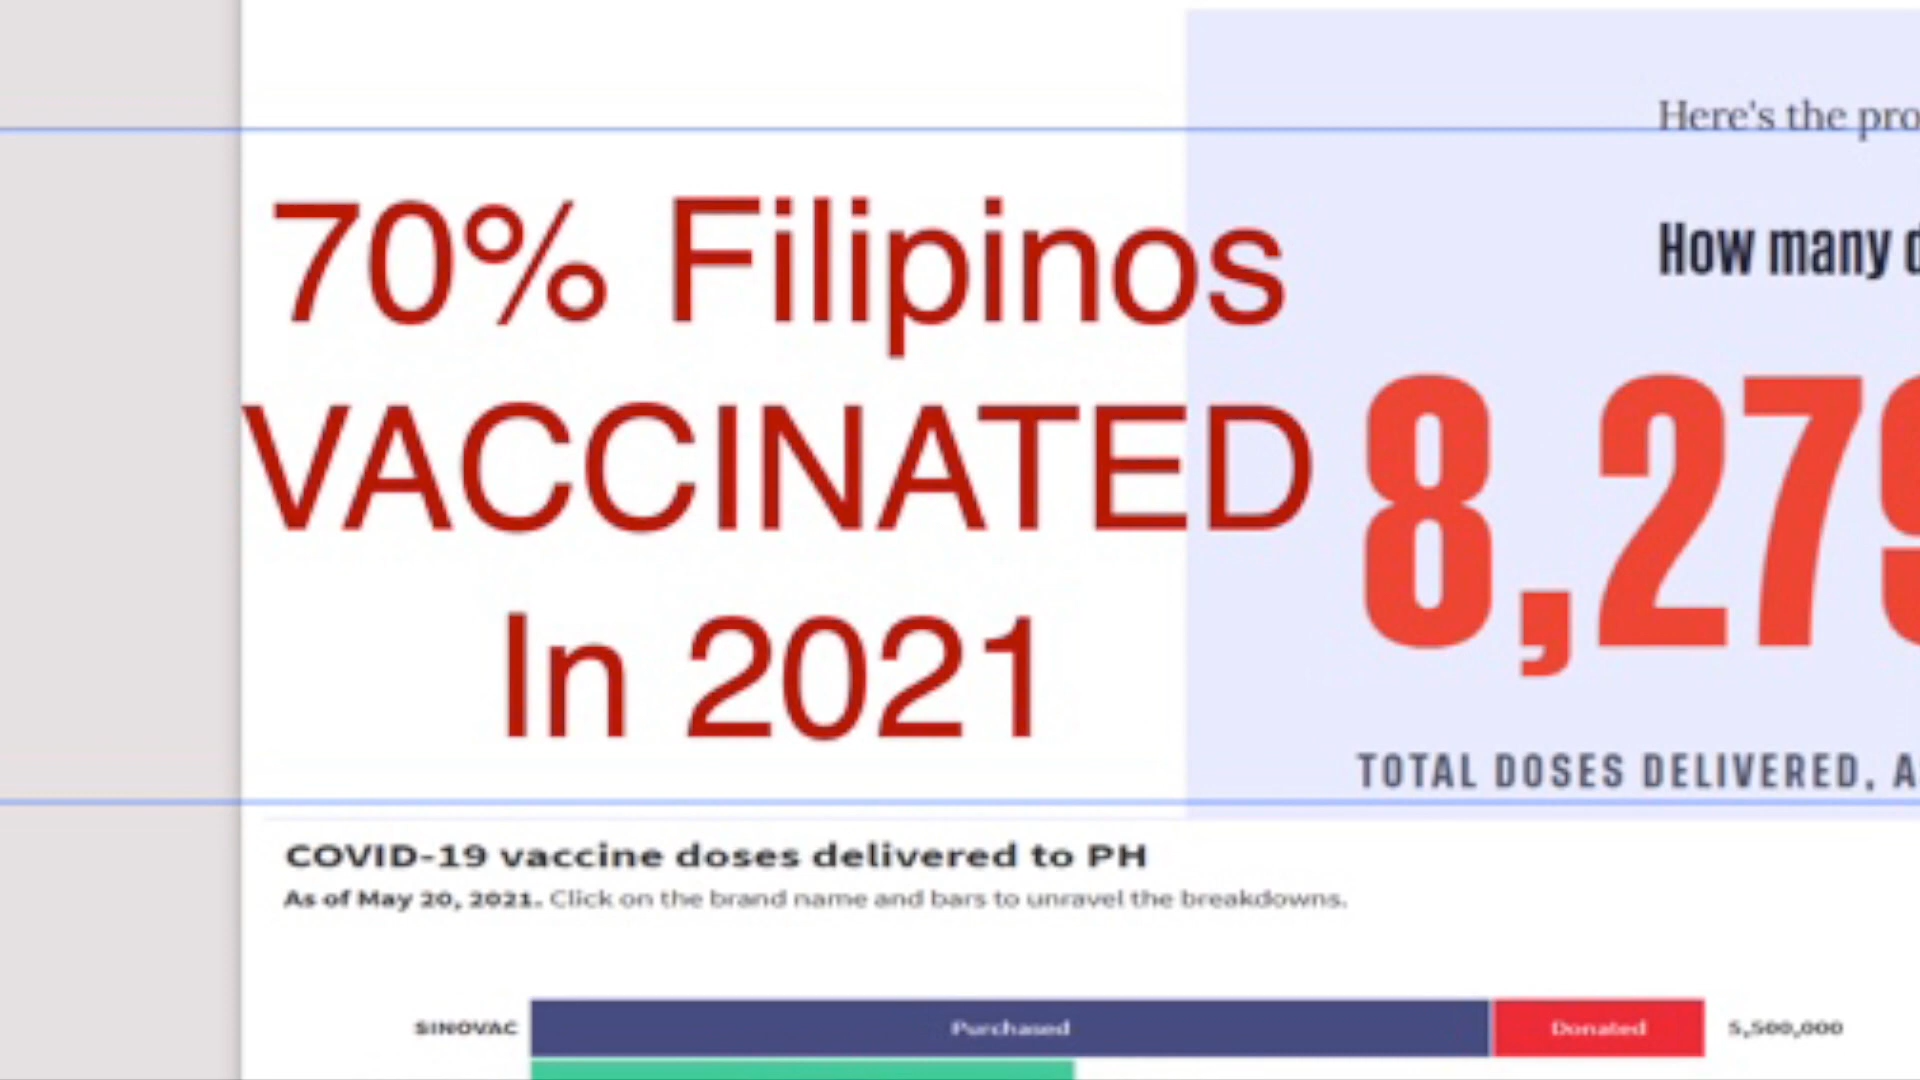 Here's the pro
70% Filipinos
VACCINATED
In 2021
How many
8,279
TOTAL DOSES DELIVERED, A
COVID-19 vaccine doses delivered to PH
As of May 20, 2021. Click on the brand name and bars to unravel the breakdowns.
SINOVAC Purchased Donated 5,500,000